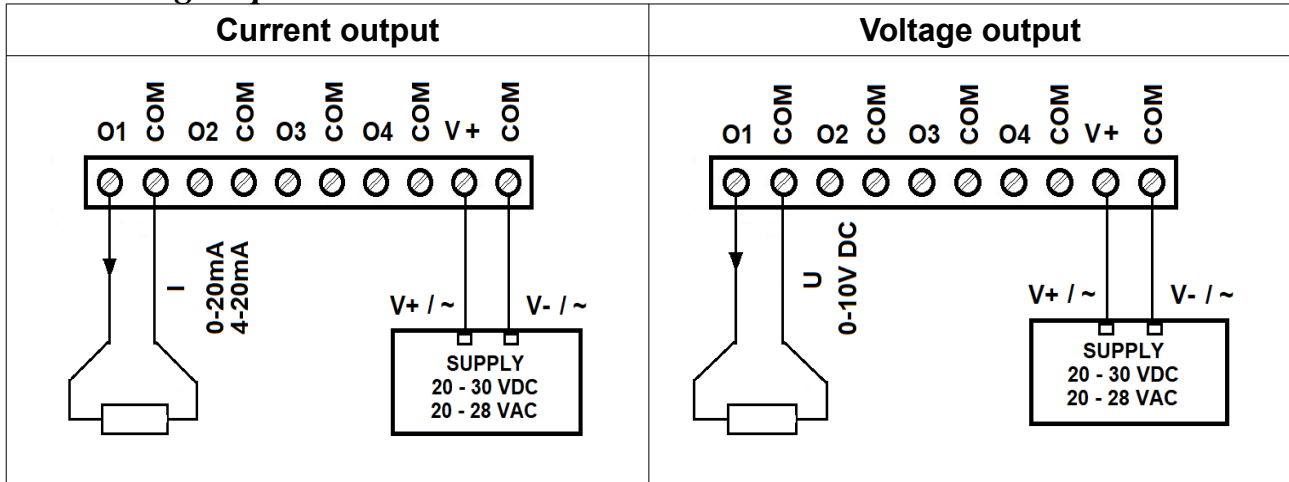 Current output
Voltage output
O1 COM O2 COM O3 COM O4 COM V+ COM
I
0-20mA
4-20mA
V+ / ~ V- / ~
SUPPLY
20 - 30 VDC
20 - 28 VAC
O1 COM O2 COM O3 COM O4 COM V+ COM
U
0-10V DC
V+ / ~ V- / ~
SUPPLY
20 - 30 VDC
20 - 28 VAC